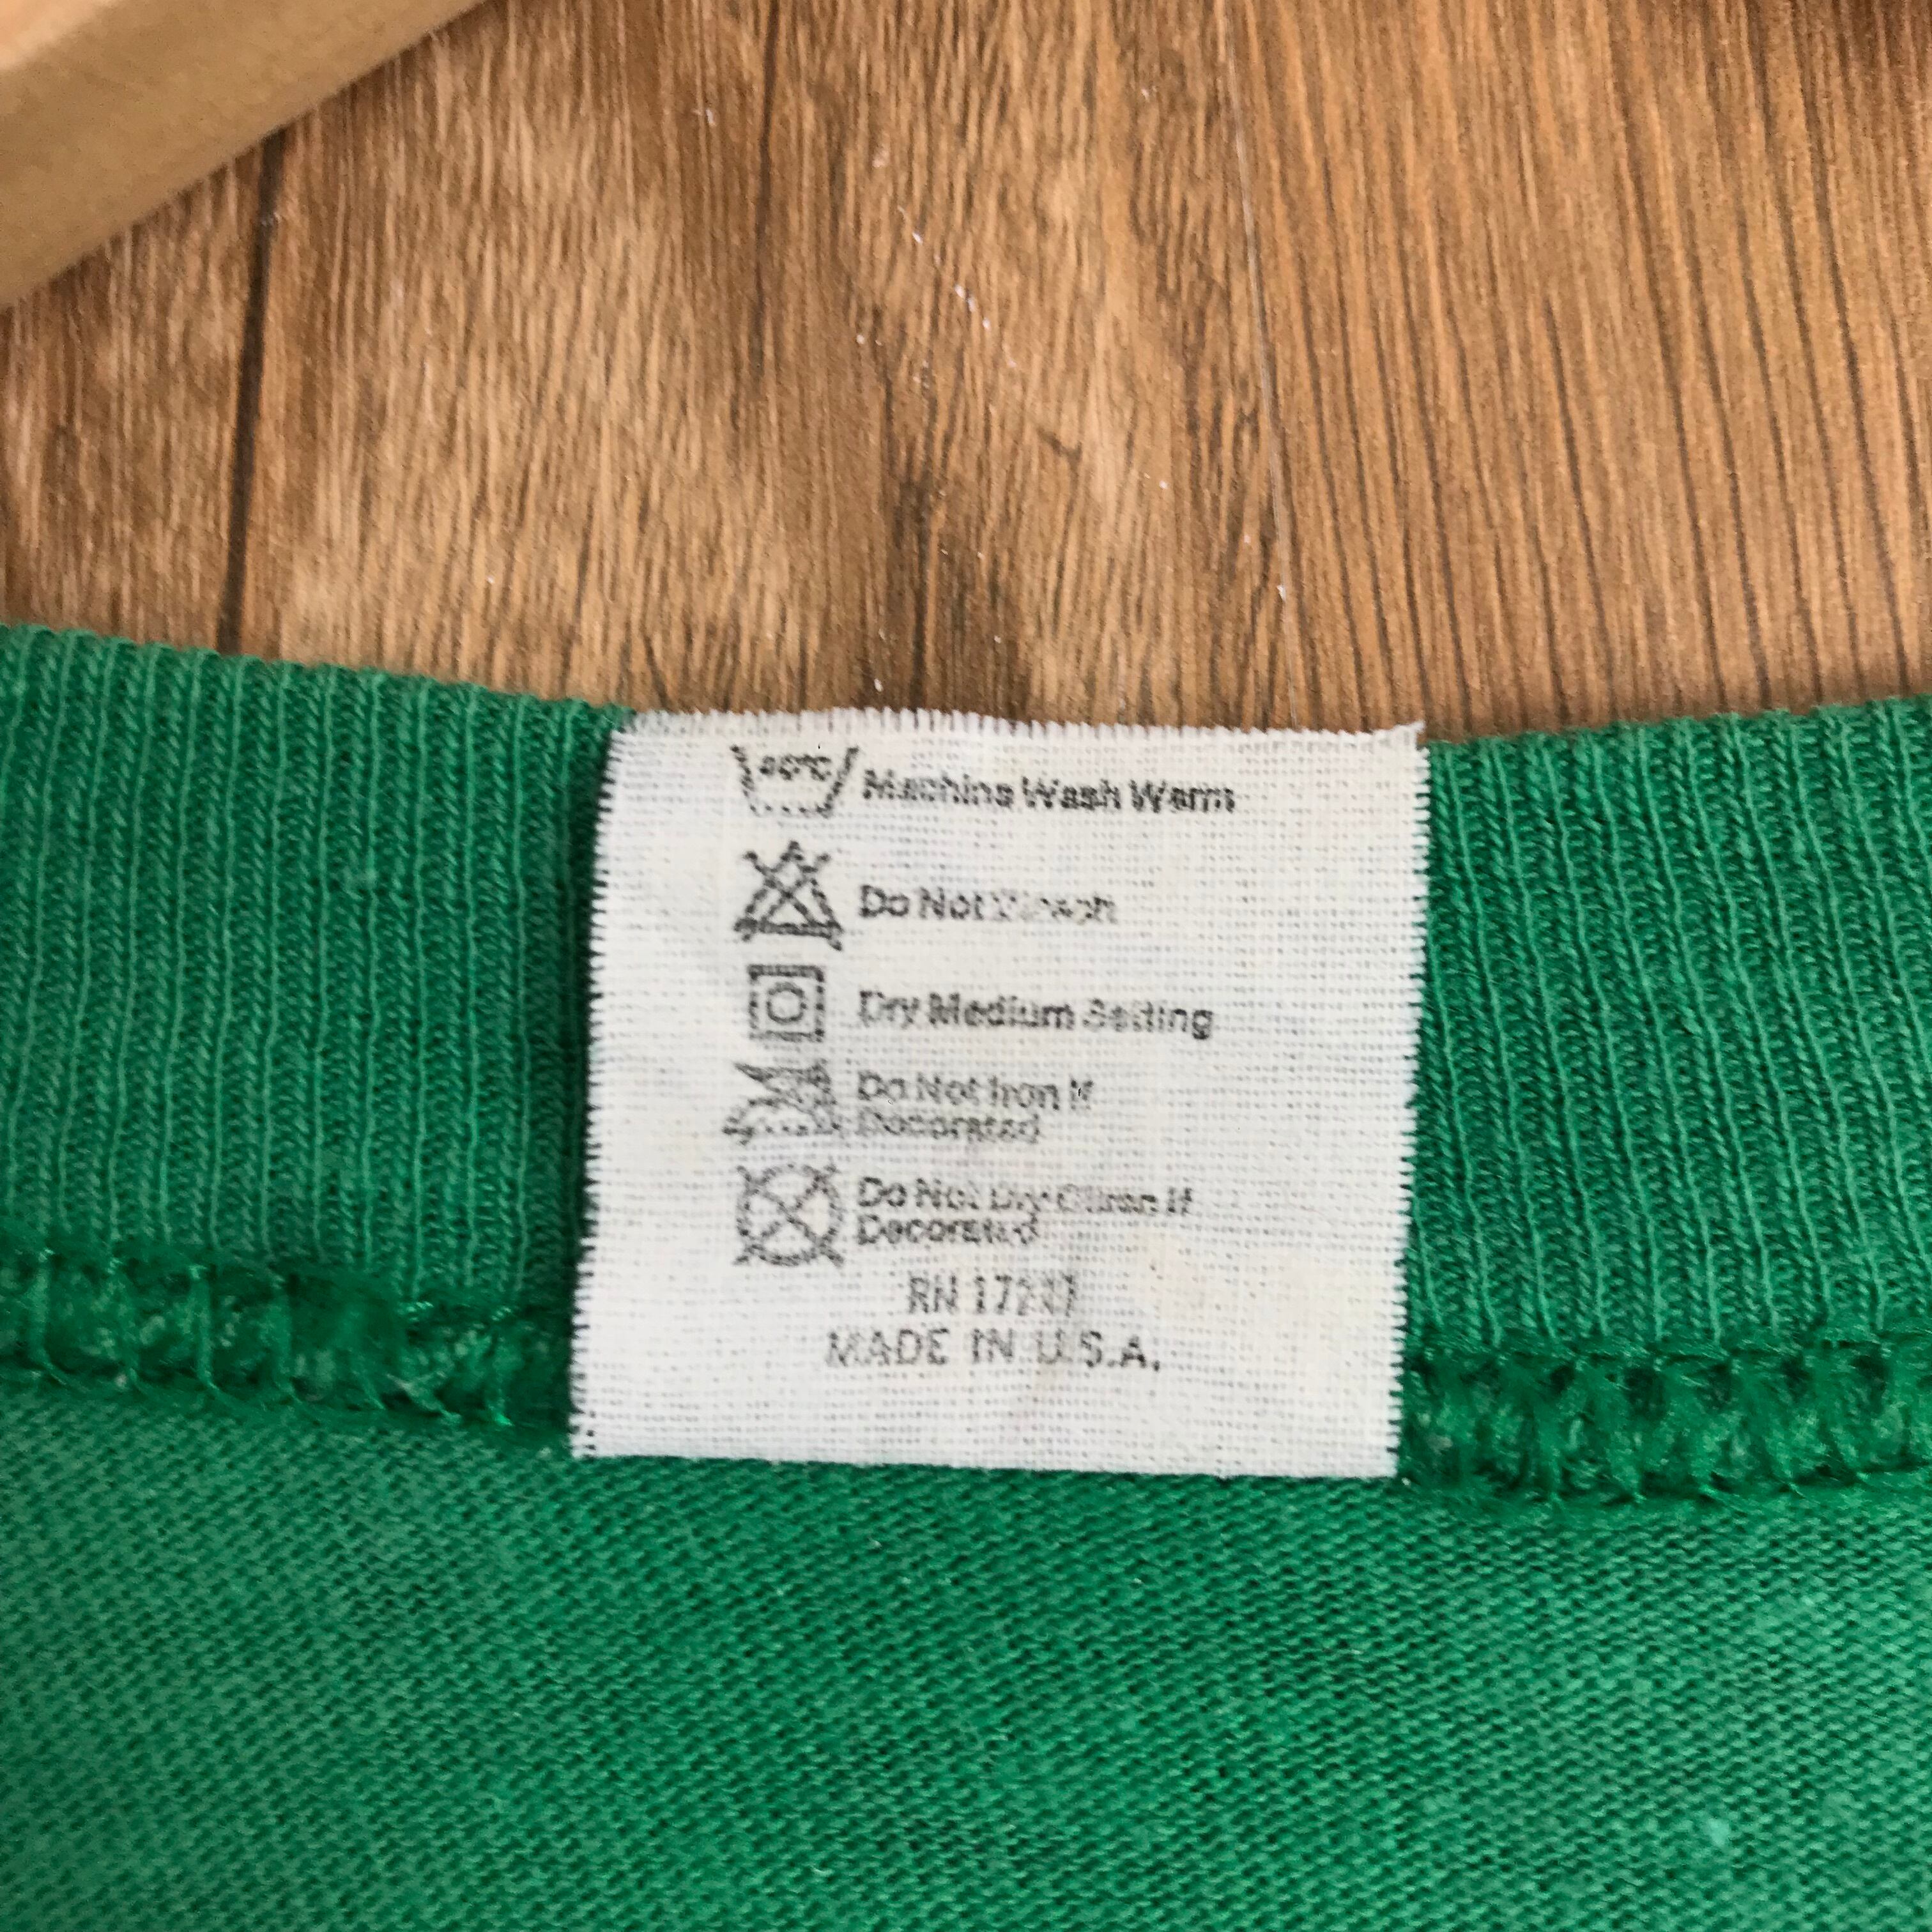 40°C Machine Wash Warm
Do Not Bleach
Dry Medium Setting
Do Not Iron If
Decorated
Do Not Dry Clean If
Decorated
RN
MADE IN U.S.A.